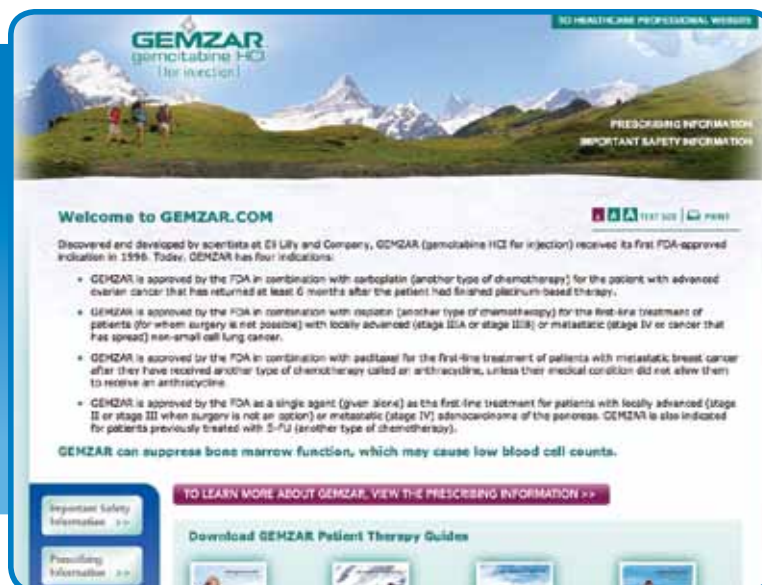 TO HEALTHCARE PROFESSIONAL WEBSITE
GEMZAR
gemcitabine HCl
(for injection)
PRESCRIBING INFORMATION
IMPORTANT SAFETY INFORMATION
Welcome to GEMZAR.COM
A A A TEXT SIZE | PRINT
Discovered and developed by scientists at Eli Lilly and Company, GEMZAR (gemcitabine HCl for injection) received its first FDA-approved
indication in 1996. Today, GEMZAR has four indications:
• GEMZAR is approved by the FDA in combination with carboplatin (another type of chemotherapy) for the patient with advanced
ovarian cancer that has returned at least 6 months after the patient had finished platinum-based therapy.
• GEMZAR is approved by the FDA in combination with cisplatin (another type of chemotherapy) for the first-line treatment of
patients (for whom surgery is not possible) with locally advanced (stage IIIA or stage IIIB) or metastatic (stage IV or cancer that
has spread) non-small cell lung cancer.
• GEMZAR is approved by the FDA in combination with paclitaxel for the first-line treatment of patients with metastatic breast cancer
after they have received another type of chemotherapy called an anthracycline, unless their medical condition did not allow them
to receive an anthracycline.
• GEMZAR is approved by the FDA as a single agent (given alone) as the first-line treatment for patients with locally advanced (stage
II or stage III when surgery is not an option) or metastatic (stage IV) adenocarcinoma of the pancreas. GEMZAR is also indicated
for patients previously treated with 5-FU (another type of chemotherapy).
GEMZAR can suppress bone marrow function, which may cause low blood cell counts.
TO LEARN MORE ABOUT GEMZAR, VIEW THE PRESCRIBING INFORMATION >>
Important Safety
Information >>
Prescribing
Information >>
Download GEMZAR Patient Therapy Guides